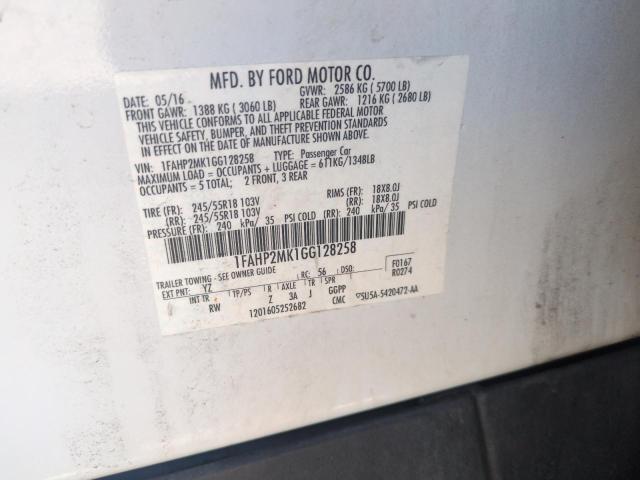 MFD. BY FORD MOTOR CO.
DATE: 05/16 GVWR: 2586 KG ( 5700 LB)
FRONT GAWR: 1388 KG ( 3060 LB) REAR GAWR: 1216 KG ( 2680 LB)
THIS VEHICLE CONFORMS TO ALL APPLICABLE FEDERAL MOTOR
VEHICLE SAFETY, BUMPER, AND THEFT PREVENTION STANDARDS
IN EFFECT ON THE DATE OF MANUFACTURE SHOWN ABOVE.
VIN: 1FAHP2MK1GG128258 TYPE: Passenger Car
MAXIMUM LOAD = OCCUPANTS + LUGGAGE = 611KG/1348LB
OCCUPANTS = 5 TOTAL; 2 FRONT, 3 REAR
TIRE (FR): 245/55R18 103V RIMS (FR): 18X8.0J
(RR): 245/55R18 103V (RR): 18X8.0J
PRESSURE (FR): 240 kPa/ 35 PSI COLD (RR): 240 kPa/ 35 PSI COLD
1FAHP2MK1GG128258
TRAILER TOWING - SEE OWNER GUIDE
EXT PNT: YZ RC: 56 DSO: F0167
R0274
INT TR TP/PS R AXLE TR SPR
RW Z 3A J GGPP
1201605252682 CMC 5U5A-5420472-AA